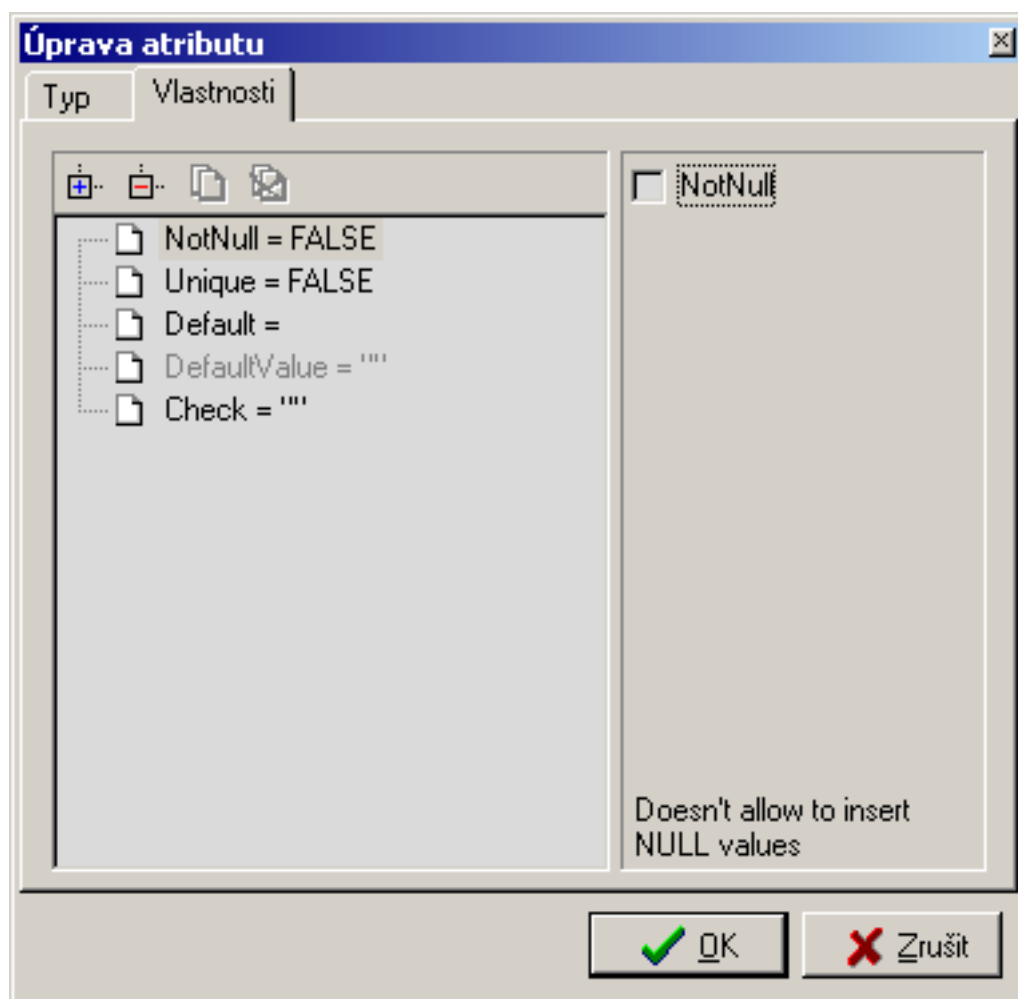 Úprava atributu
Typ
Vlastnosti
NotNull = FALSE
Unique = FALSE
Default =
DefaultValue = ""
Check = ""
NotNull
Doesn't allow to insert
NULL values
OK
Zrušit